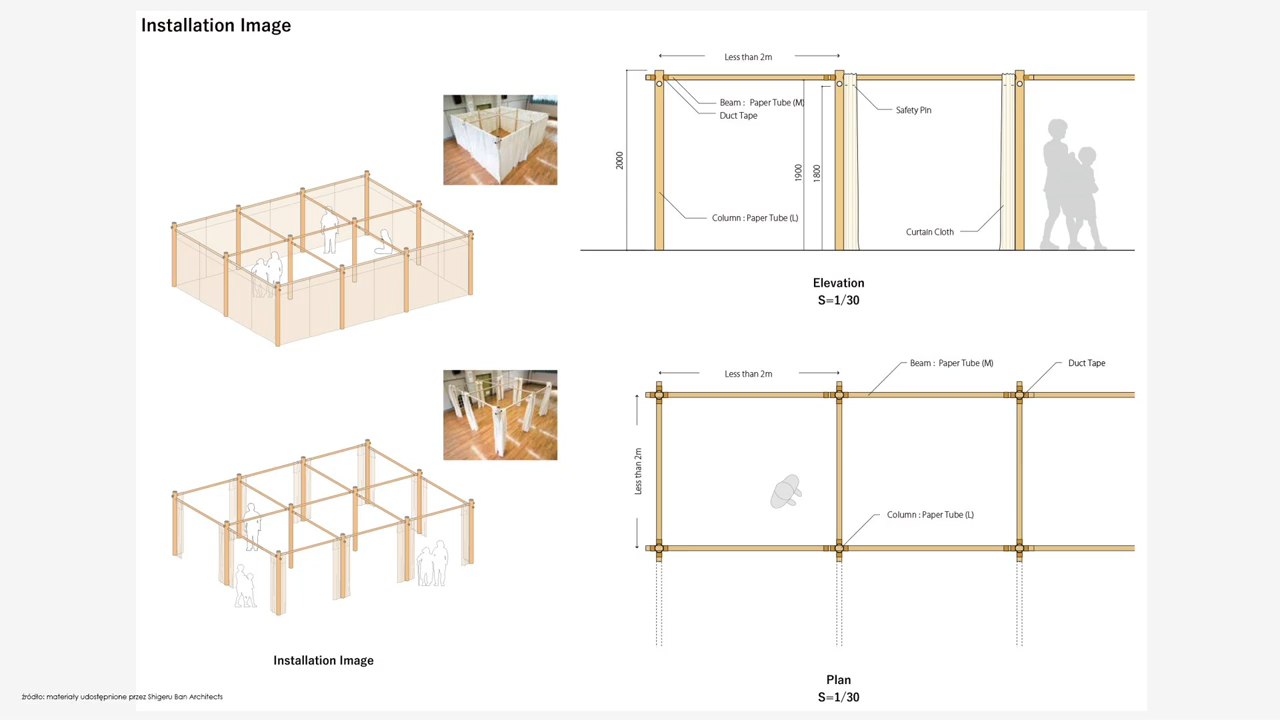 Installation Image
Less than 2m
Beam : Paper Tube (M)
Duct Tape
Safety Pin
2000
1900
1800
Column : Paper Tube (L)
Curtain Cloth
Elevation
S=1/30
Beam : Paper Tube (M)
Duct Tape
Less than 2m
Less than 2m
Column : Paper Tube (L)
Installation Image
Plan
S=1/30
źródło: materiały udostępnione przez Shigeru Ban Architects